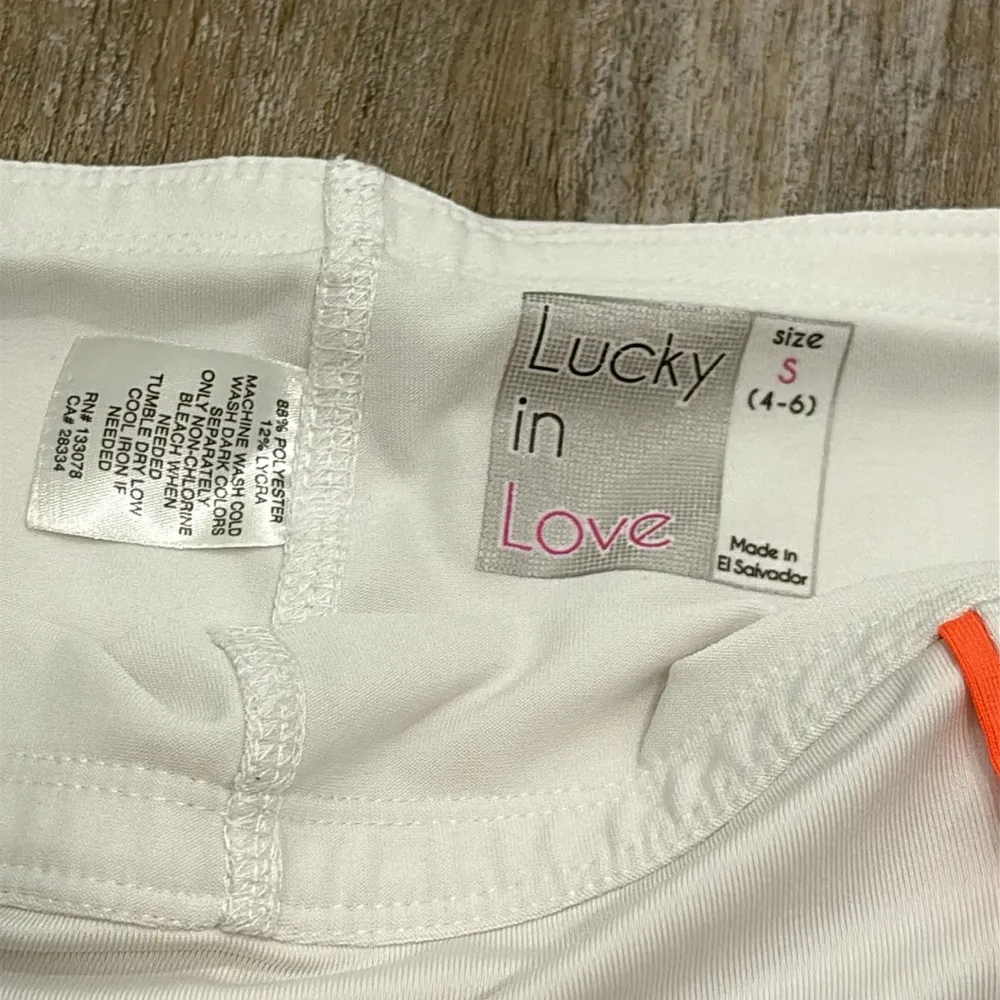 88% POLYESTER
12% LYCRA
MACHINE WASH COLD
WASH DARK COLORS
SEPARATELY
ONLY NON-CHLORINE
BLEACH WHEN
NEEDED
TUMBLE DRY LOW
COOL IRON IF
NEEDED
RN# 133078
CA# 28334
Lucky
in
Love
size
S
(4-6)
Made in
El Salvador